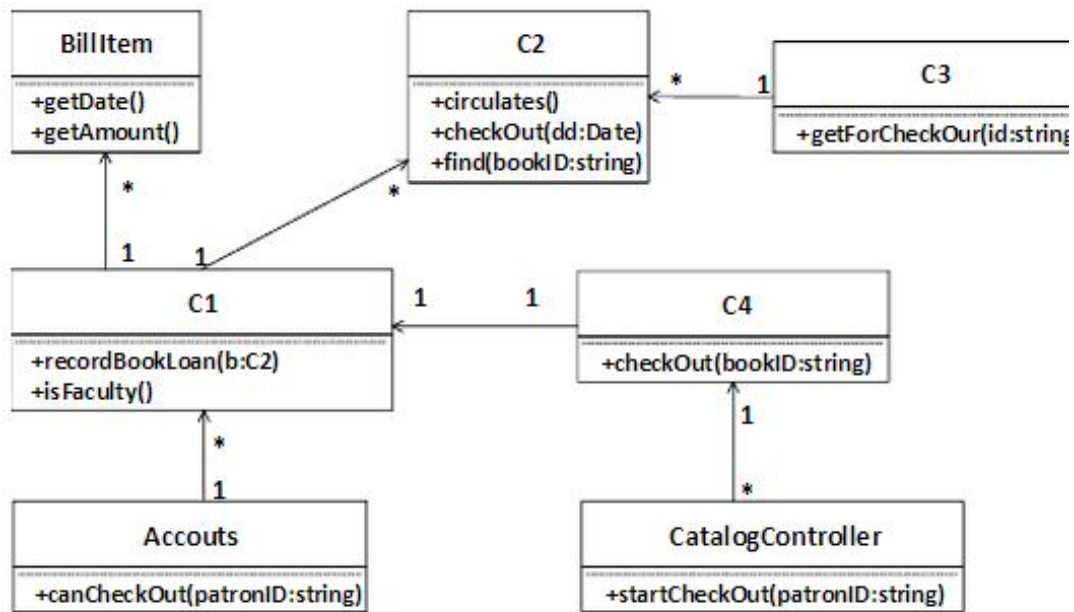 BillItem
+getDate()
+getAmount()
C2
+circulates()
+checkOut(dd:Date)
+find(bookID:string)
C3
+getForCheckOur(id:string
*
1
*
1
*
1
C1
+recordBookLoan(b:C2)
+isFaculty()
1
1
C4
+checkOut(bookID:string)
*
1
1
*
Accouts
+canCheckOut(patronID:string)
CatalogController
+startCheckOut(patronID:string)